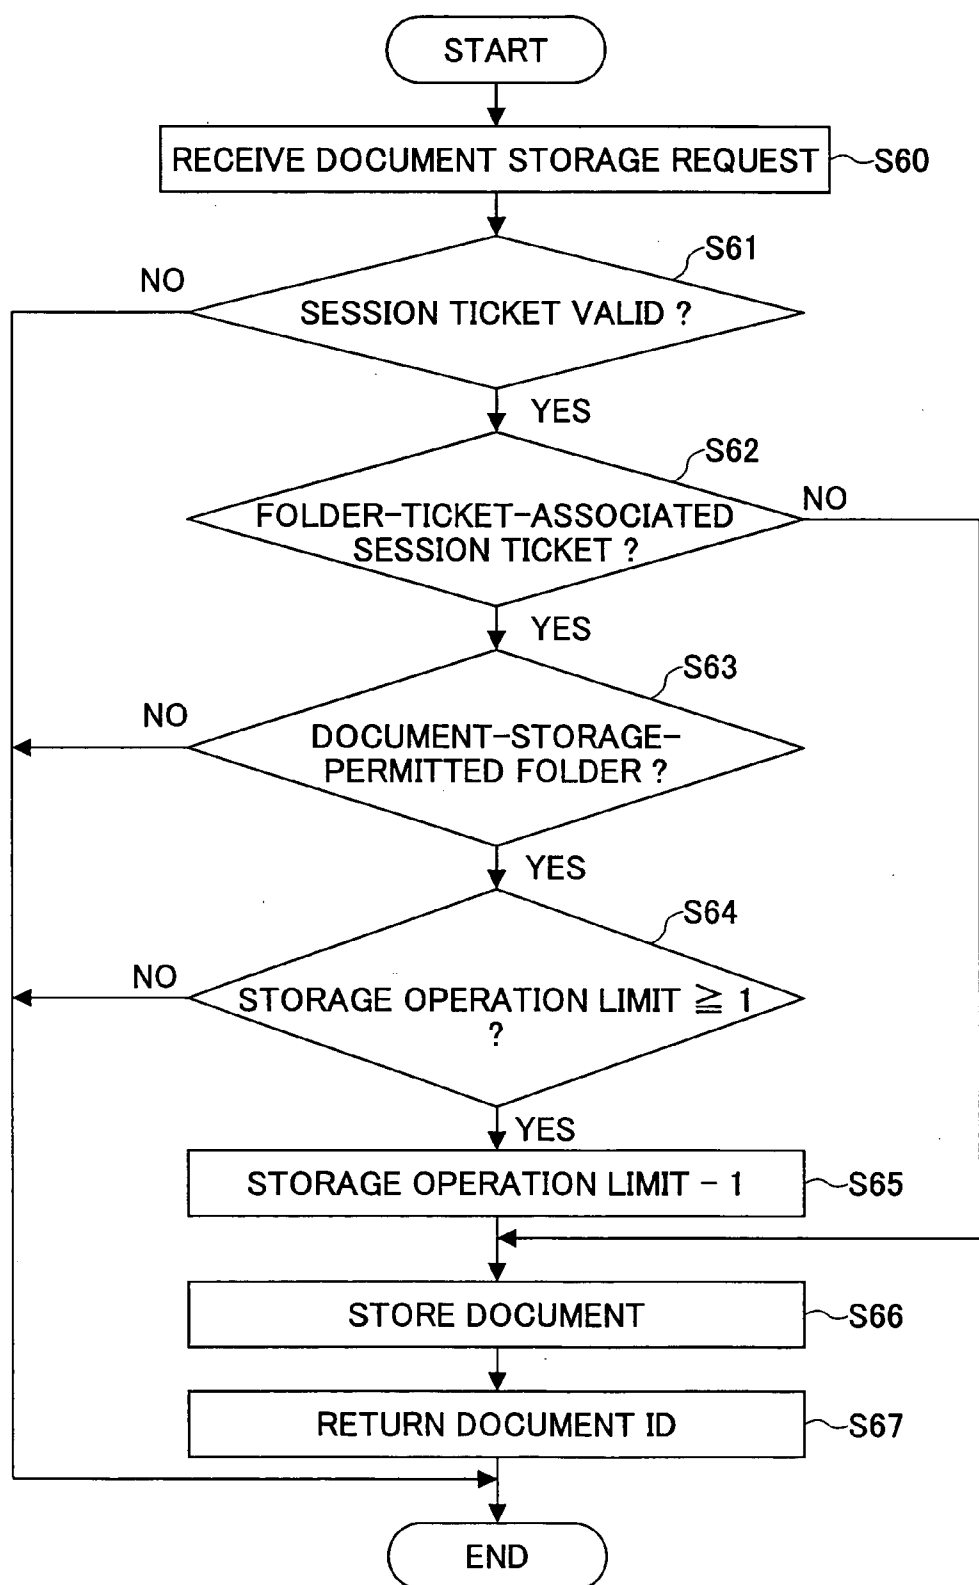 START
RECEIVE DOCUMENT STORAGE REQUEST
S60
S61
NO
SESSION TICKET VALID ?
YES
S62
NO
FOLDER-TICKET-ASSOCIATED
SESSION TICKET ?
YES
S63
NO
DOCUMENT-STORAGE-
PERMITTED FOLDER ?
YES
S64
NO
STORAGE OPERATION LIMIT ≧ 1
?
YES
STORAGE OPERATION LIMIT - 1
S65
STORE DOCUMENT
S66
RETURN DOCUMENT ID
S67
END